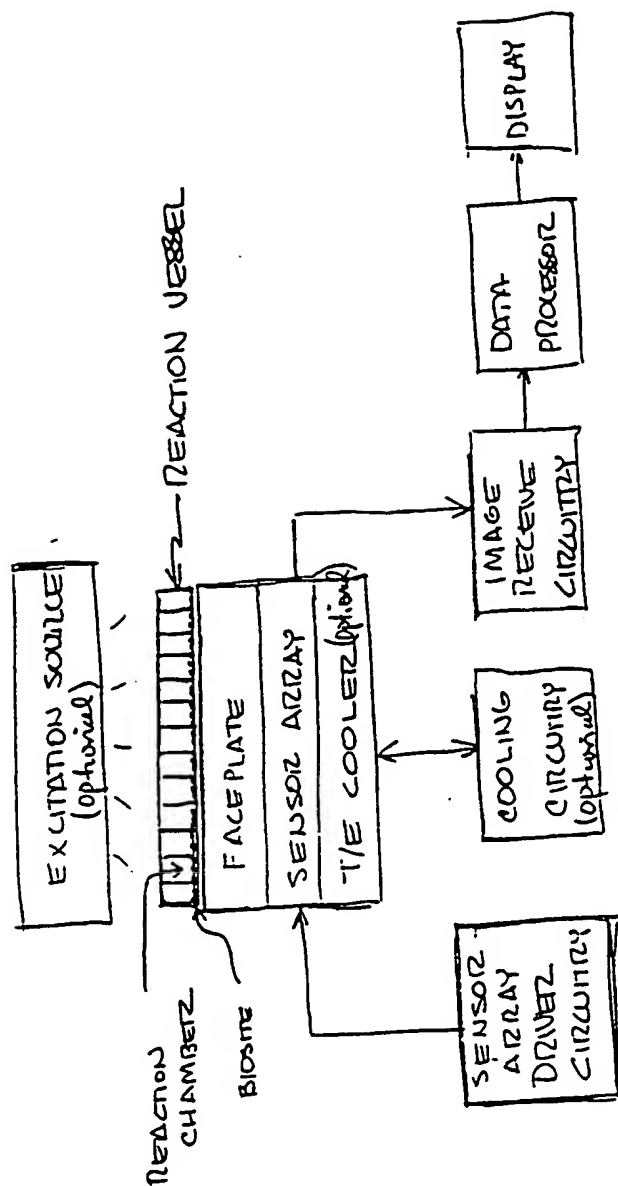 EXCITATION SOURCE
(optional)
REACTION VESSEL
REACTION
CHAMBER
BIOSITE
FACEPLATE
SENSOR ARRAY
T/E COOLER (optional)
SENSOR
ARRAY
DRIVER
CIRCUITRY
COOLING
CIRCUITRY
(optional)
IMAGE
RECEIVE
CIRCUITRY
DATA
PROCESSOR
DISPLAY